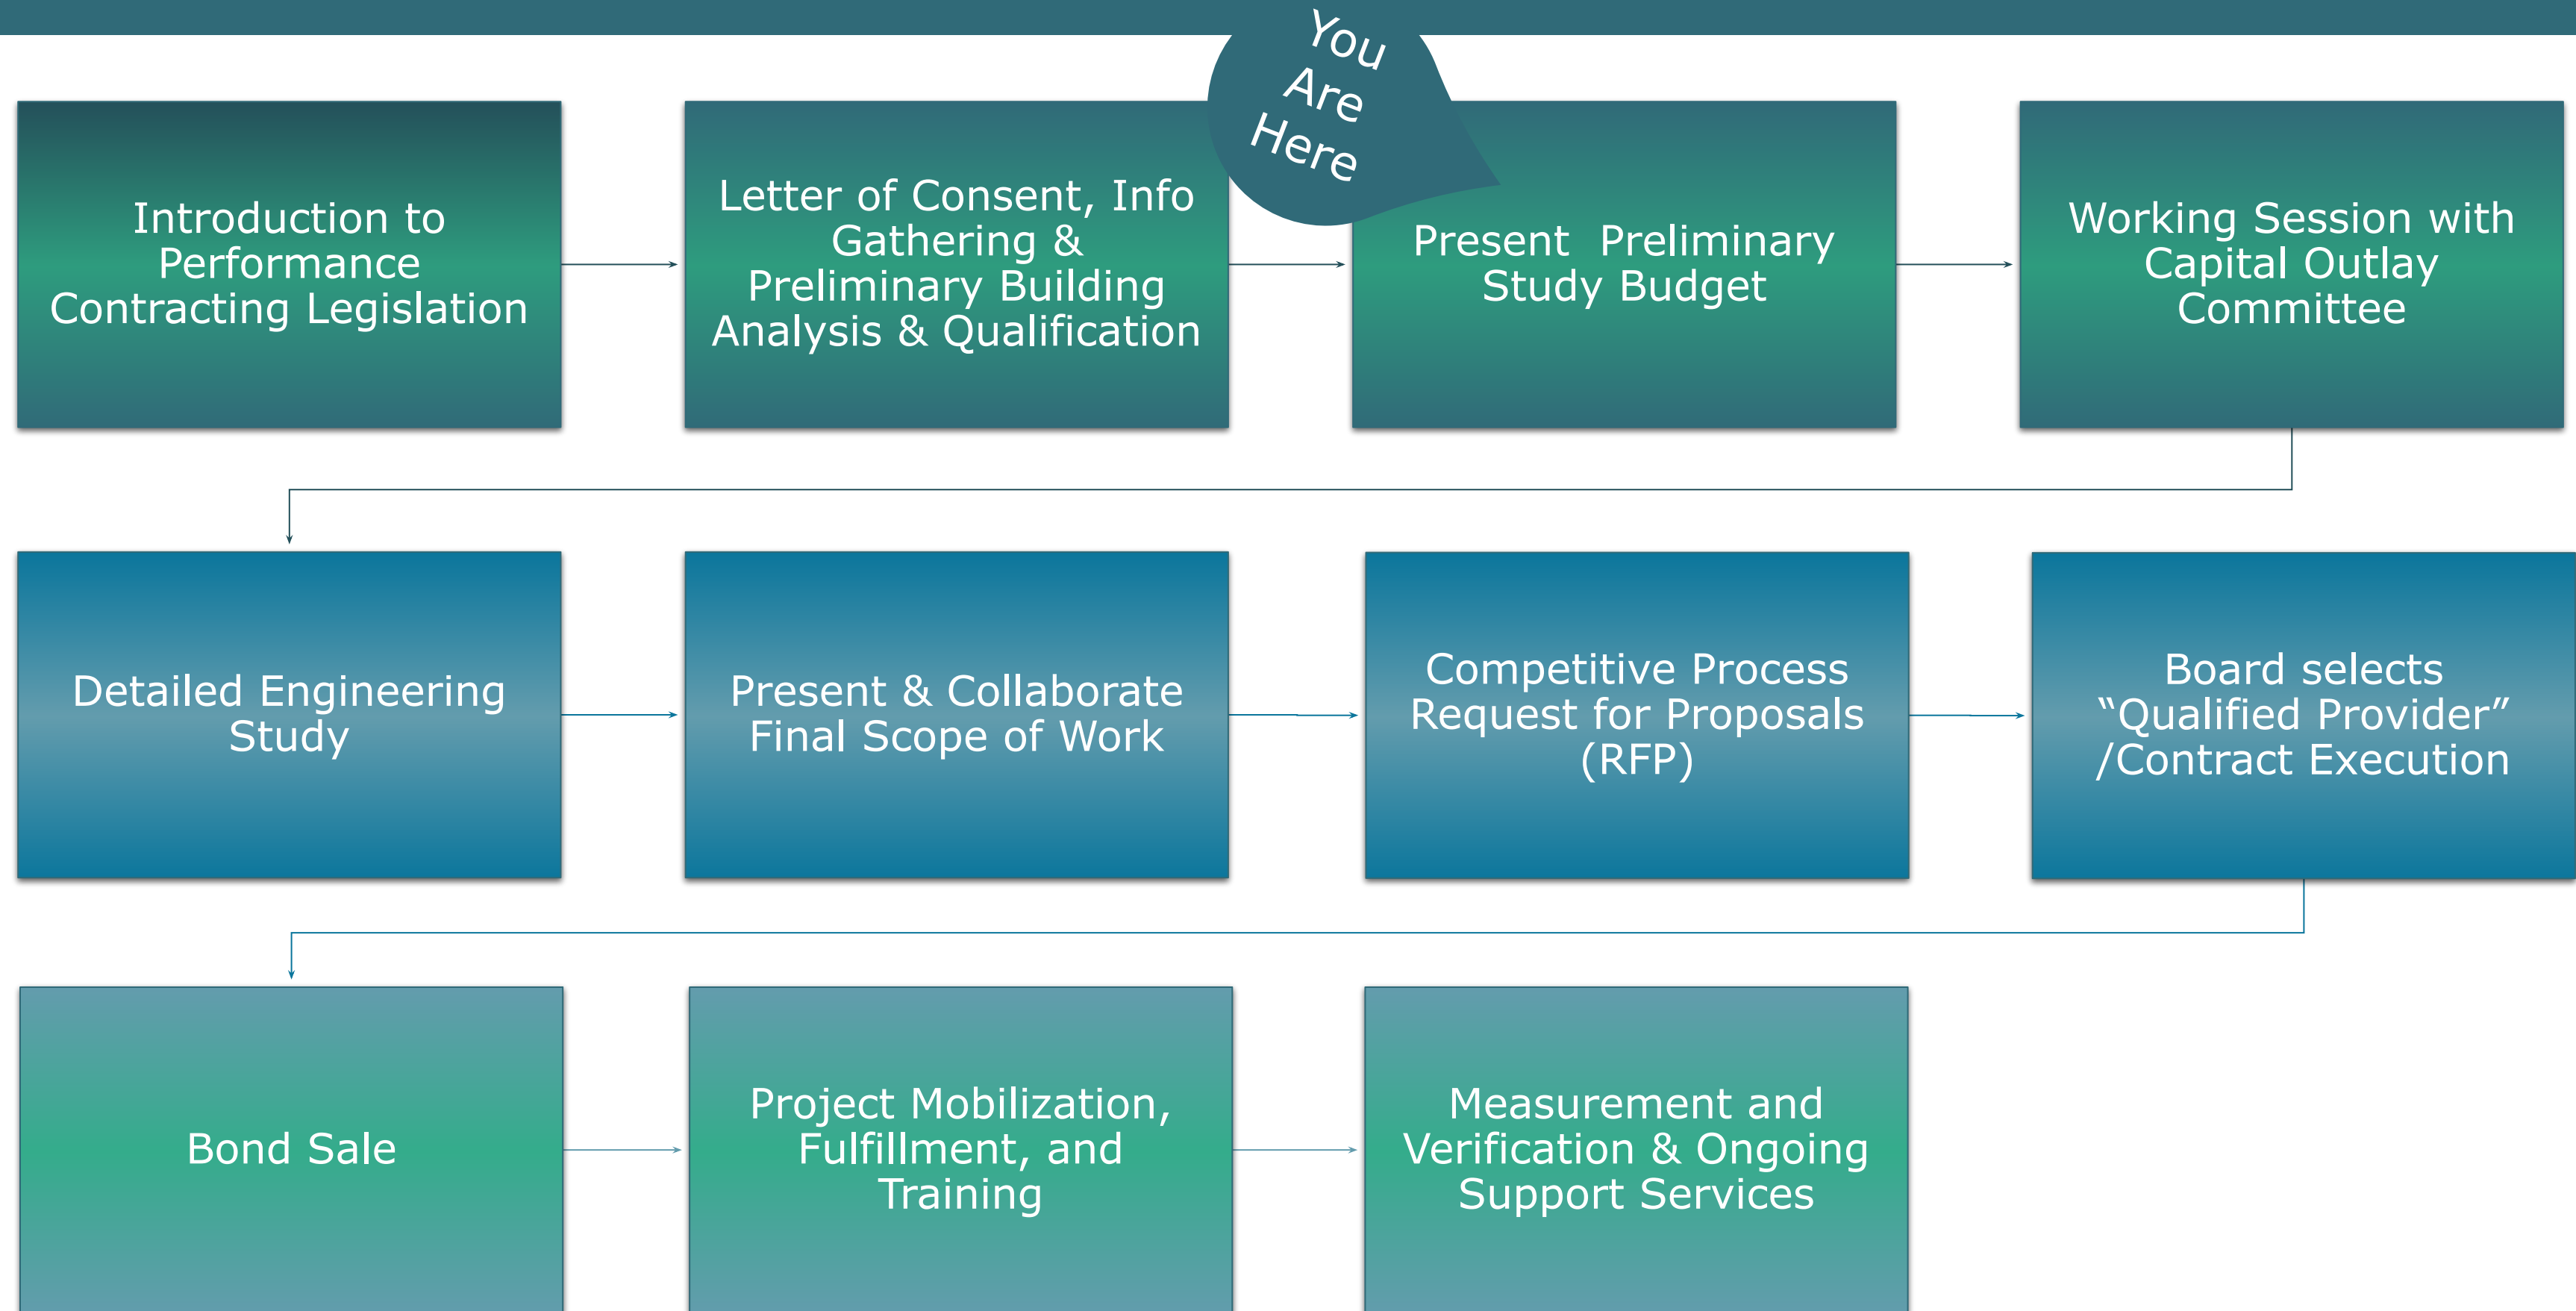 You
Are
Here
Introduction to
Performance
Contracting Legislation
Letter of Consent, Info
Gathering &
Preliminary Building
Analysis & Qualification
Present  Preliminary
Study Budget
Working Session with
Capital Outlay
Committee
Detailed Engineering
Study
Present & Collaborate
Final Scope of Work
Competitive Process
Request for Proposals
(RFP)
Board selects
“Qualified Provider”
/Contract Execution
Bond Sale
Project Mobilization,
Fulfillment, and
Training
Measurement and
Verification & Ongoing
Support Services